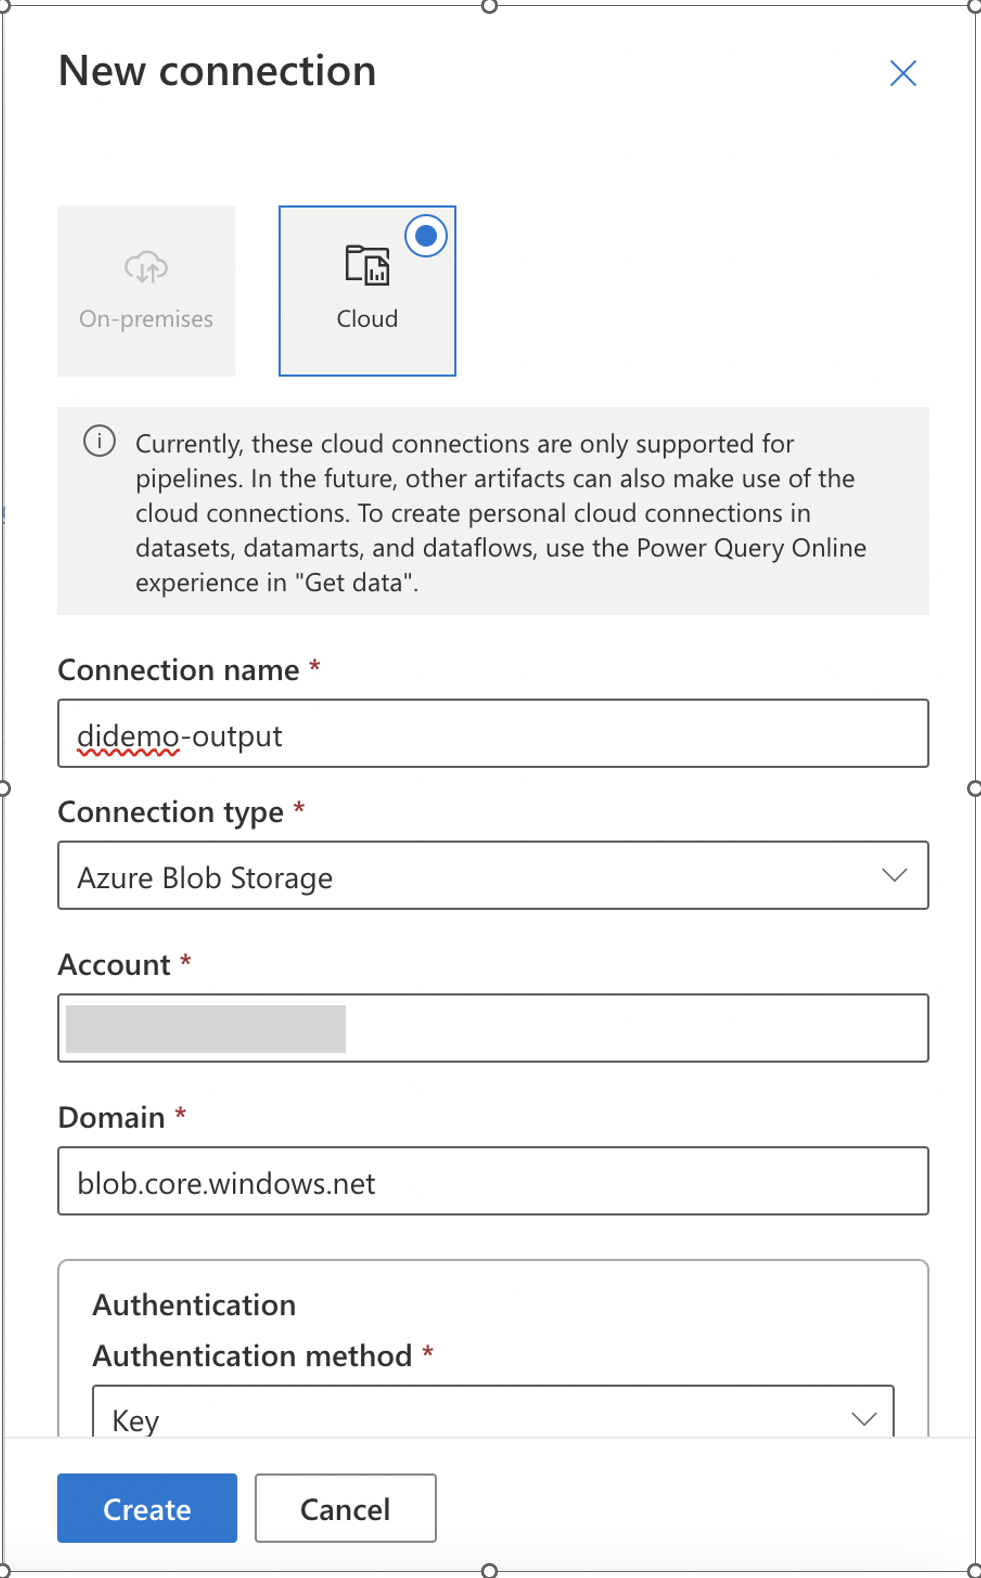 New connection
On-premises
Cloud
Currently, these cloud connections are only supported for
pipelines. In the future, other artifacts can also make use of the
cloud connections. To create personal cloud connections in
datasets, datamarts, and dataflows, use the Power Query Online
experience in "Get data".
Connection name *
didemo-output
Connection type *
Azure Blob Storage
Account *
Domain *
blob.core.windows.net
Authentication
Authentication method *
Key
Create
Cancel